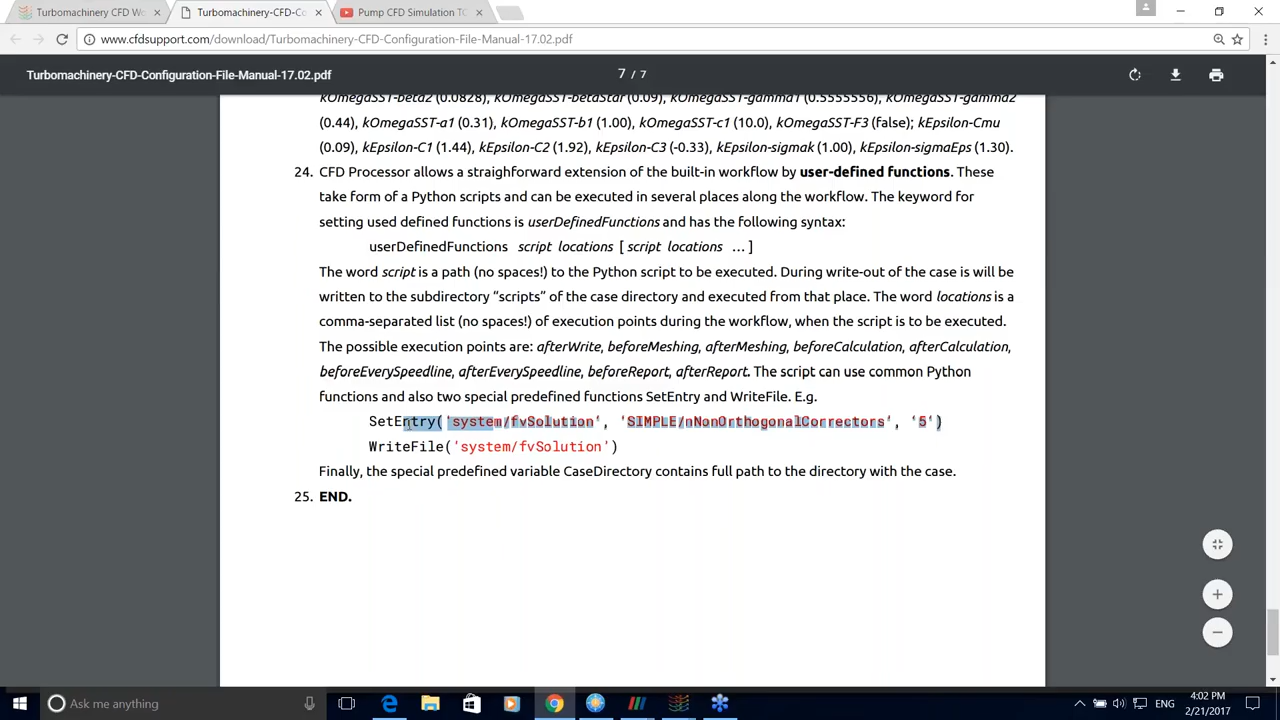 Turbomachinery CFD Wo
Turbomachinery-CFD-Co
Pump CFD Simulation TC
www.cfdsupport.com/download/Turbomachinery-CFD-Configuration-File-Manual-17.02.pdf
Turbomachinery-CFD-Configuration-File-Manual-17.02.pdf
7 / 7
kOmegaSST-beta2 (0.0828), kOmegaSST-betaStar (0.09), kOmegaSST-gamma1 (0.5555556), kOmegaSST-gamma2
(0.44), kOmegaSST-a1 (0.31), kOmegaSST-b1 (1.00), kOmegaSST-c1 (10.0), kOmegaSST-F3 (false); kEpsilon-Cmu
(0.09), kEpsilon-C1 (1.44), kEpsilon-C2 (1.92), kEpsilon-C3 (-0.33), kEpsilon-sigmak (1.00), kEpsilon-sigmaEps (1.30).
24. CFD Processor allows a straighforward extension of the built-in workflow by user-defined functions. These
take form of a Python scripts and can be executed in several places along the workflow. The keyword for
setting used defined functions is userDefinedFunctions and has the following syntax:
userDefinedFunctions script locations [ script locations … ]
The word script is a path (no spaces!) to the Python script to be executed. During write-out of the case is will be
written to the subdirectory “scripts” of the case directory and executed from that place. The word locations is a
comma-separated list (no spaces!) of execution points during the workflow, when the script is to be executed.
The possible execution points are: afterWrite, beforeMeshing, afterMeshing, beforeCalculation, afterCalculation,
beforeEverySpeedline, afterEverySpeedline, beforeReport, afterReport. The script can use common Python
functions and also two special predefined functions SetEntry and WriteFile. E.g.
SetEntry('system/fvSolution', 'SIMPLE/nNonOrthogonalCorrectors', '5')
WriteFile('system/fvSolution')
Finally, the special predefined variable CaseDirectory contains full path to the directory with the case.
25. END.
Ask me anything
ENG
4:02 PM
2/21/2017